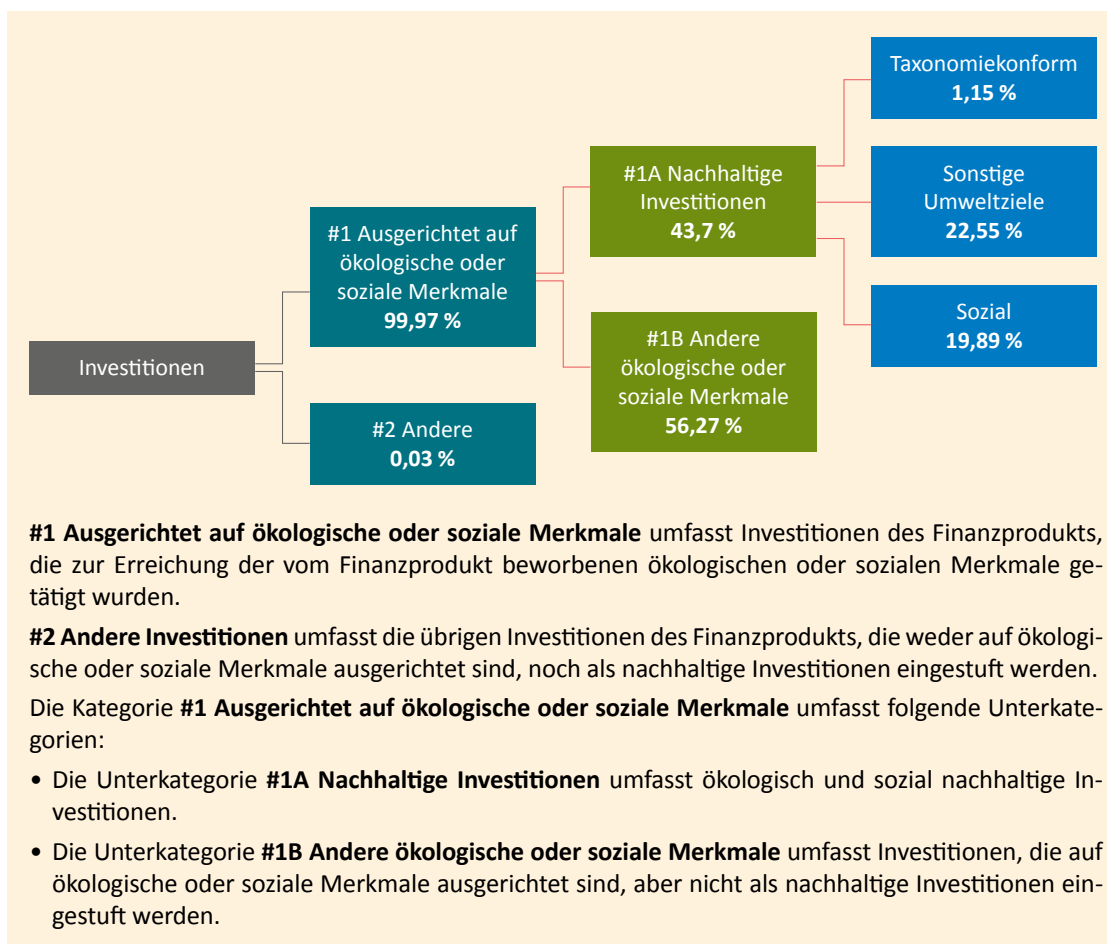 Taxonomiekonform
1,15 %
#1A Nachhaltige
Investitionen
43,7 %
Sonstige
Umweltziele
22,55 %
#1 Ausgerichtet auf
ökologische oder
soziale Merkmale
99,97 %
Sozial
19,89 %
#1B Andere
ökologische oder
soziale Merkmale
56,27 %
Investitionen
#2 Andere
0,03 %
#1 Ausgerichtet auf ökologische oder soziale Merkmale umfasst Investitionen des Finanzprodukts,
die zur Erreichung der vom Finanzprodukt beworbenen ökologischen oder sozialen Merkmale ge-
tätigt wurden.
#2 Andere Investitionen umfasst die übrigen Investitionen des Finanzprodukts, die weder auf ökologi-
sche oder soziale Merkmale ausgerichtet sind, noch als nachhaltige Investitionen eingestuft werden.
Die Kategorie #1 Ausgerichtet auf ökologische oder soziale Merkmale umfasst folgende Unterkate-
gorien:
• Die Unterkategorie #1A Nachhaltige Investitionen umfasst ökologisch und sozial nachhaltige In-
vestitionen.
• Die Unterkategorie #1B Andere ökologische oder soziale Merkmale umfasst Investitionen, die auf
ökologische oder soziale Merkmale ausgerichtet sind, aber nicht als nachhaltige Investitionen ein-
gestuft werden.